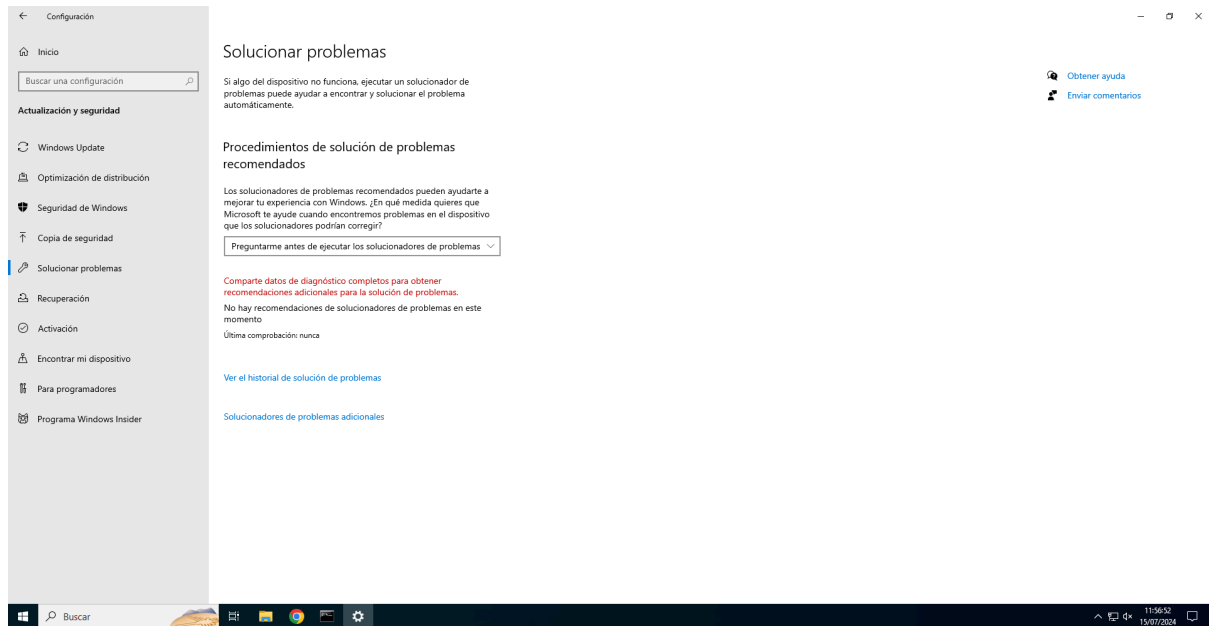 Configuración
Inicio
Buscar una configuración
Actualización y seguridad
Windows Update
Optimización de distribución
Seguridad de Windows
Copia de seguridad
Solucionar problemas
Recuperación
Activación
Encontrar mi dispositivo
Para programadores
Programa Windows Insider
Solucionar problemas
Si algo del dispositivo no funciona, ejecutar un solucionador de
problemas puede ayudar a encontrar y solucionar el problema
automáticamente.
Procedimientos de solución de problemas
recomendados
Los solucionadores de problemas recomendados pueden ayudarte a
mejorar tu experiencia con Windows. ¿En qué medida quieres que
Microsoft te ayude cuando encontremos problemas en el dispositivo
que los solucionadores podrían corregir?
Preguntarme antes de ejecutar los solucionadores de problemas
Comparte datos de diagnóstico completos para obtener
recomendaciones adicionales para la solución de problemas.
No hay recomendaciones de solucionadores de problemas en este
momento
Última comprobación: nunca
Ver el historial de solución de problemas
Solucionadores de problemas adicionales
Obtener ayuda
Enviar comentarios
Buscar
11:56:52
15/07/2024